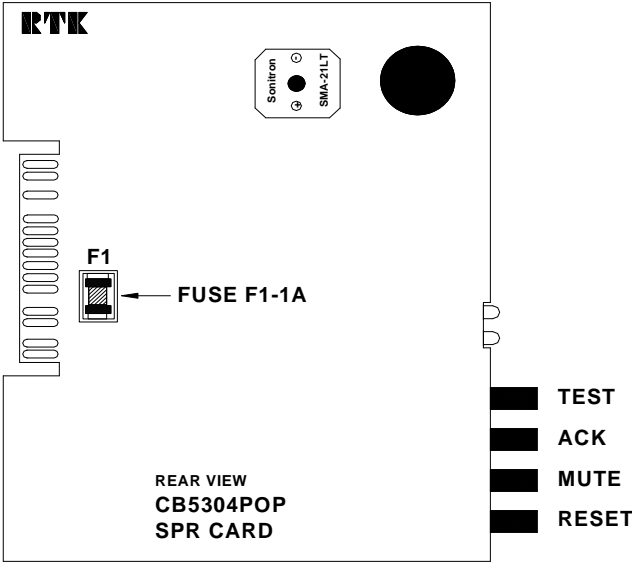 RTK
Sonitron
SMA-21LT
F1
FUSE F1-1A
TEST
ACK
MUTE
RESET
REAR VIEW
CB5304POP
SPR CARD